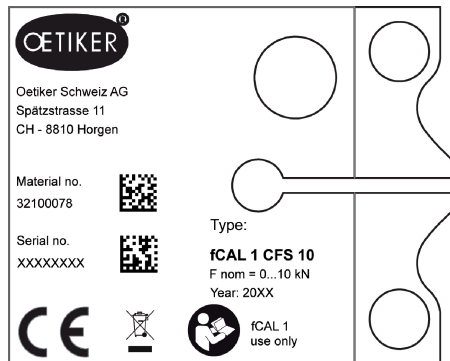 OETIKER®
Oetiker Schweiz AG
Spätzstrasse 11
CH - 8810 Horgen
Material no.
32100078
Serial no.
XXXXXXXX
Type:
fCAL 1 CFS 10
F nom = 0...10 kN
Year: 20XX
CE
fCAL 1
use only